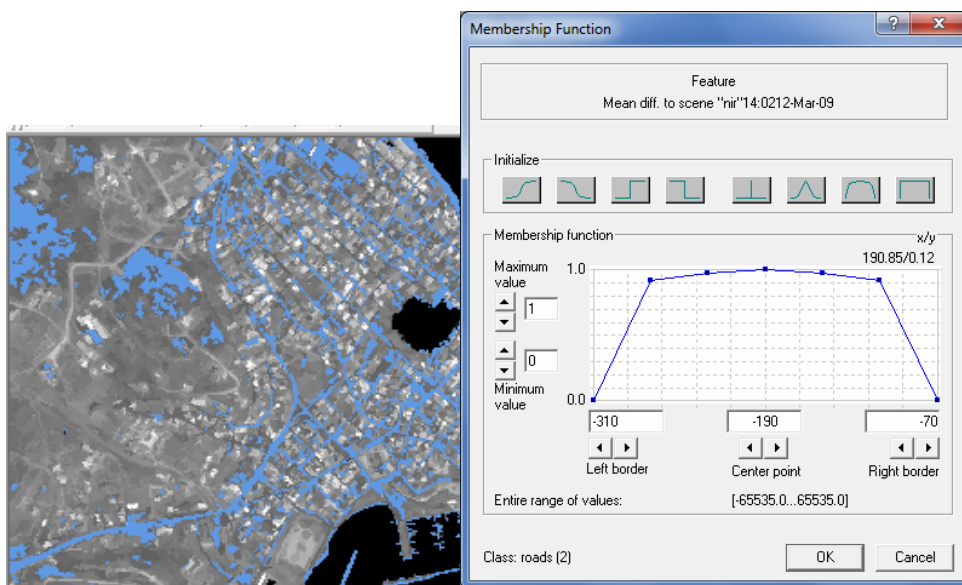 Membership Function
Feature
Mean diff. to scene "nir"14:0212-Mar-09
Initialize
Membership function
x/y
190.85/0.12
Maximum
value
1
0
Minimum
value
1.0
0.0
-310
-190
-70
Left border
Center point
Right border
Entire range of values:
[-65535.0...65535.0]
Class: roads (2)
OK
Cancel